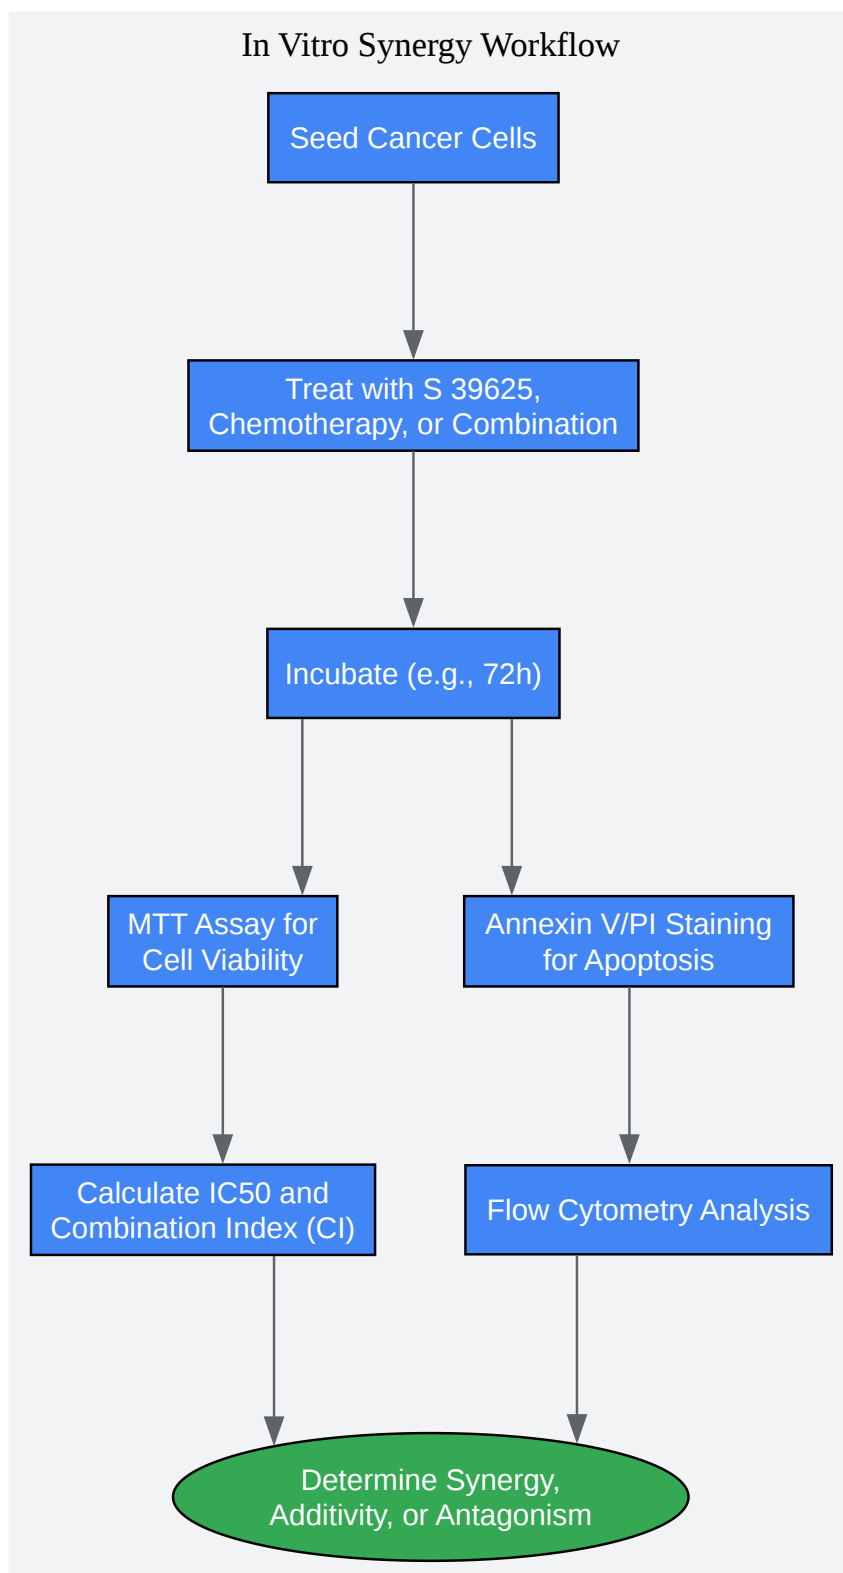 In Vitro Synergy Workflow
Seed Cancer Cells
Treat with S 39625,
Chemotherapy, or Combination
Incubate (e.g., 72h)
MTT Assay for
Cell Viability
Annexin V/PI Staining
for Apoptosis
Calculate IC50 and
Combination Index (CI)
Flow Cytometry Analysis
Determine Synergy,
Additivity, or Antagonism